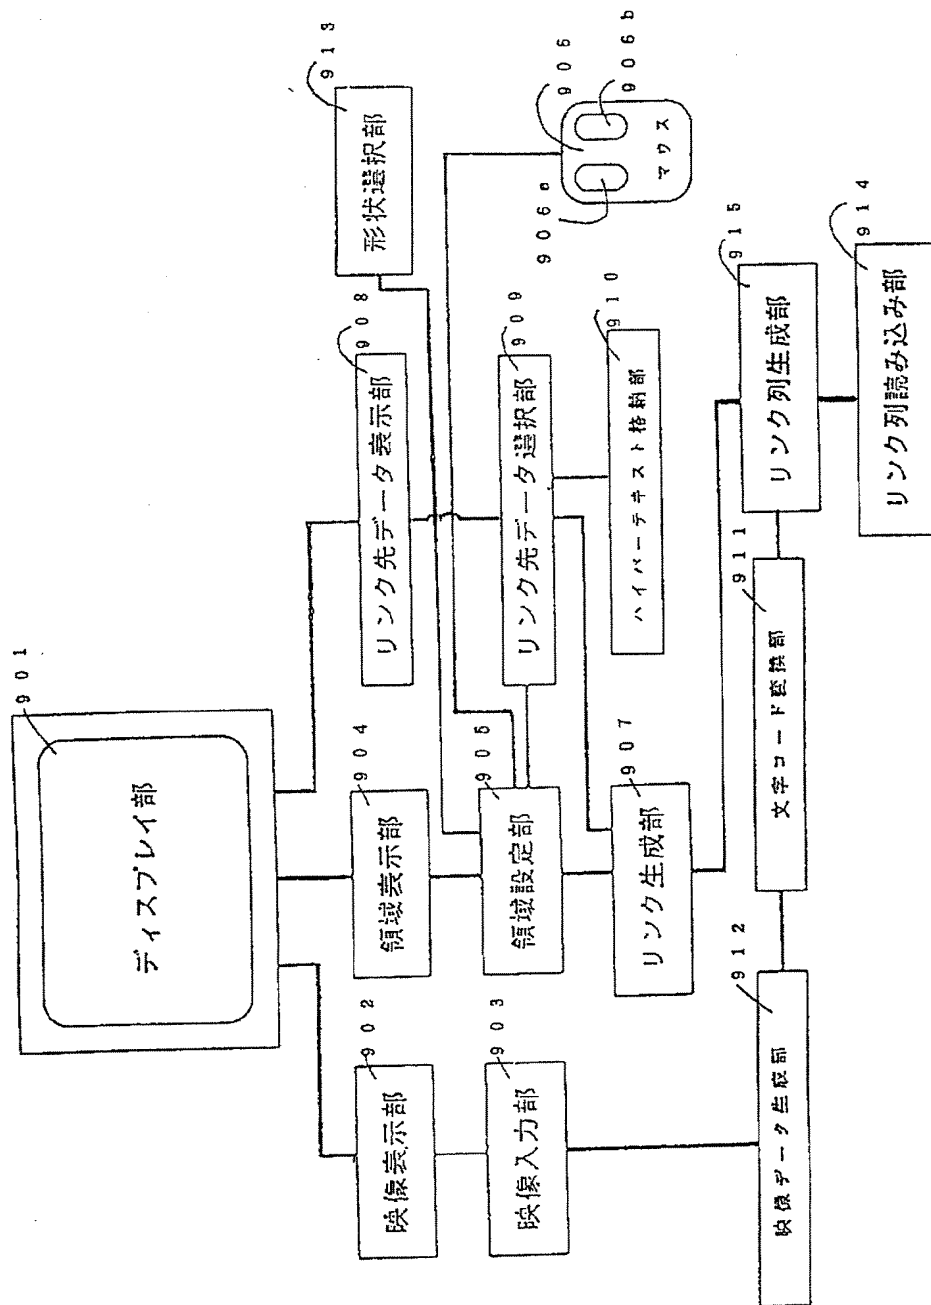 901
ディスプレイ部
902
映像表示部
904
領域表示部
908
リンク先データ表示部
913
形状選択部
903
映像入力部
905
領域設定部
909
リンク先データ選択部
906
906a
906b
マウス
907
リンク生成部
910
ハイパーテキスト格納部
912
映像データ生成部
911
文字コード変換部
915
リンク列生成部
914
リンク列読み込み部